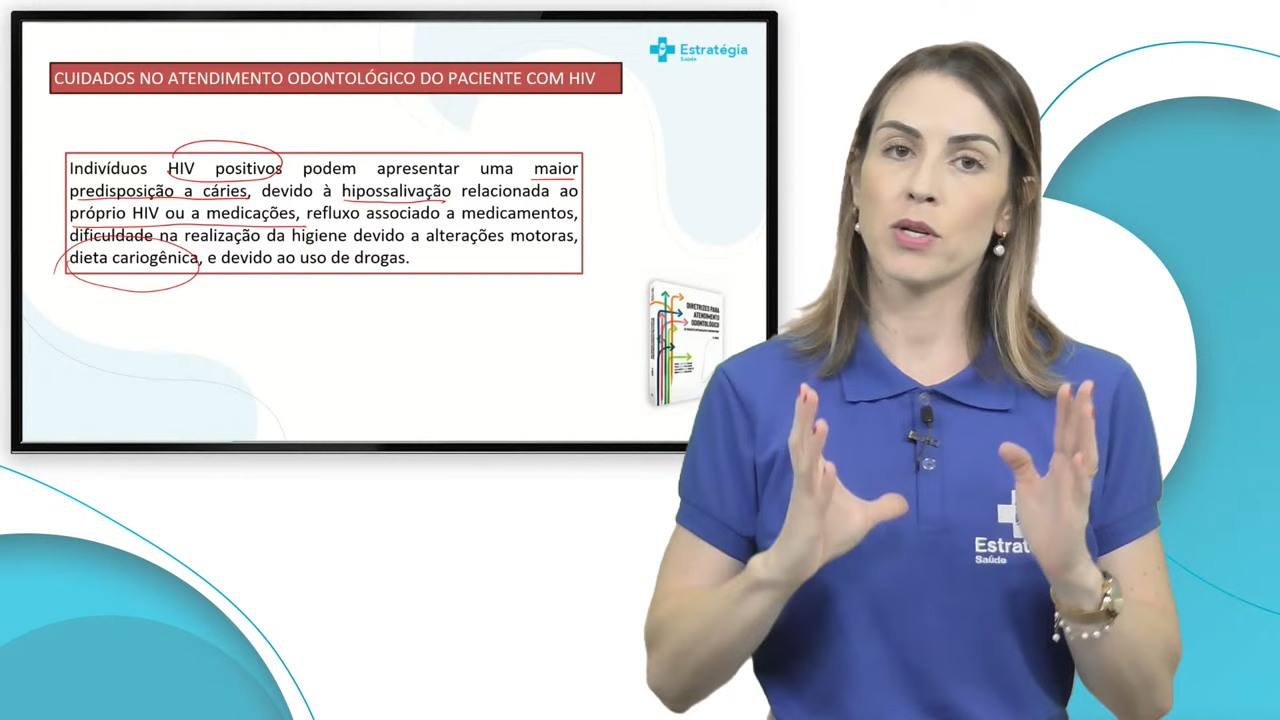 Estratégia
Saúde
CUIDADOS NO ATENDIMENTO ODONTOLÓGICO DO PACIENTE COM HIV
Indivíduos HIV positivos podem apresentar uma maior
predisposição a cáries, devido à hipossalivação relacionada ao
próprio HIV ou a medicações, refluxo associado a medicamentos,
dificuldade na realização da higiene devido a alterações motoras,
dieta cariogênica, e devido ao uso de drogas.
DIRETRIZES PARA
ATENDIMENTO
ODONTOLÓGICO
Estraté
Saúde